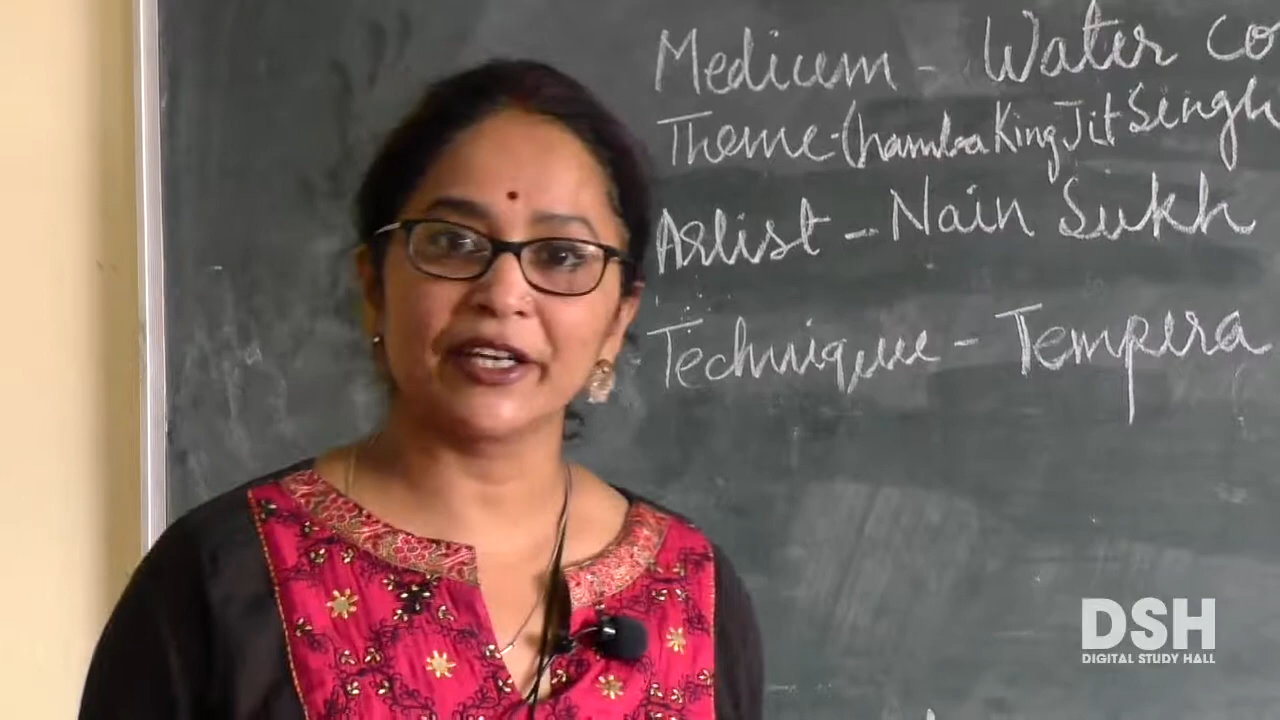 Medium - Water Co
Theme-Chamba King Jit Singh
Artist - Nain Sukh
Technique - Tempera
DSH
DIGITAL STUDY HALL